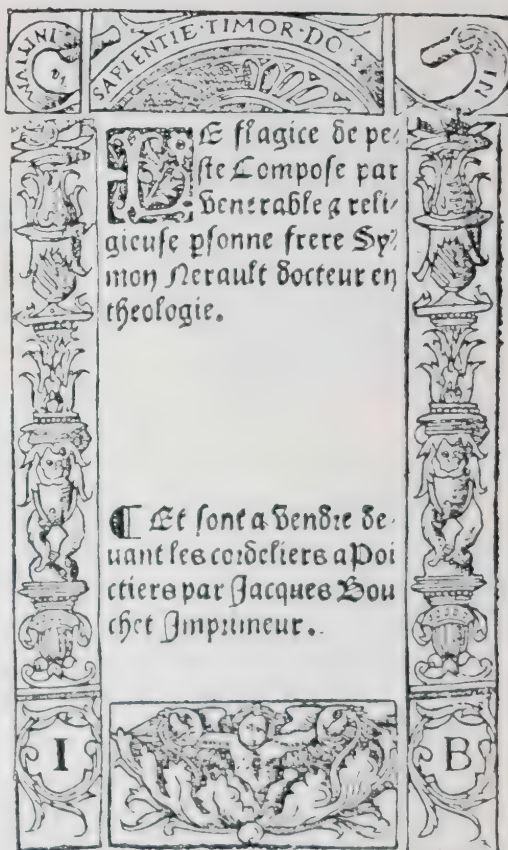 SAPIENTIE·TIMOR·DO·
IN
LE flagice de pe/
ste Compose par
venerable & reli/
gieuse psonne frere Sy/
mon Nerault docteur en
theologie.
¶ Et sont a vendre de/
uant les cordeliers a Poi
ctiers par Jacques Bou
chet Imprimeur.
I
B